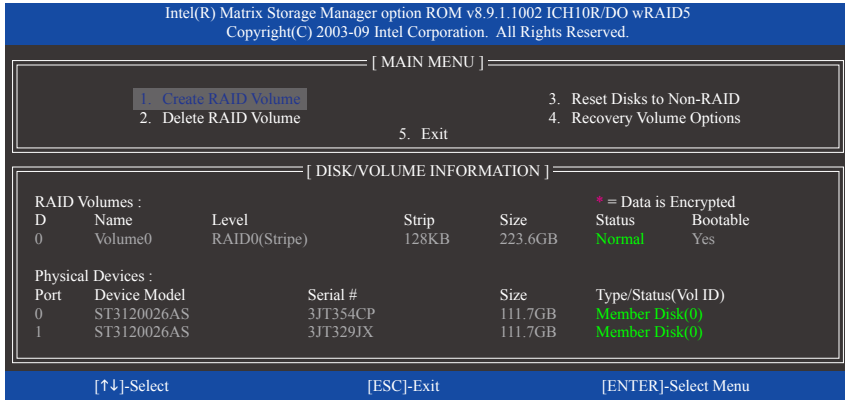 Intel(R) Matrix Storage Manager option ROM v8.9.1.1002 ICH10R/DO wRAID5
Copyright(C) 2003-09 Intel Corporation.  All Rights Reserved.
[ MAIN MENU ]
1.  Create RAID Volume
3.  Reset Disks to Non-RAID
2.  Delete RAID Volume
4.  Recovery Volume Options
5.  Exit
[ DISK/VOLUME INFORMATION ]
RAID Volumes :
* = Data is Encrypted
D Name Level Strip Size Status Bootable
0 Volume0 RAID0(Stripe) 128KB 223.6GB Normal Yes
Physical Devices :
Port Device Model Serial # Size Type/Status(Vol ID)
0 ST3120026AS 3JT354CP 111.7GB Member Disk(0)
1 ST3120026AS 3JT329JX 111.7GB Member Disk(0)
[↑↓]-Select [ESC]-Exit [ENTER]-Select Menu